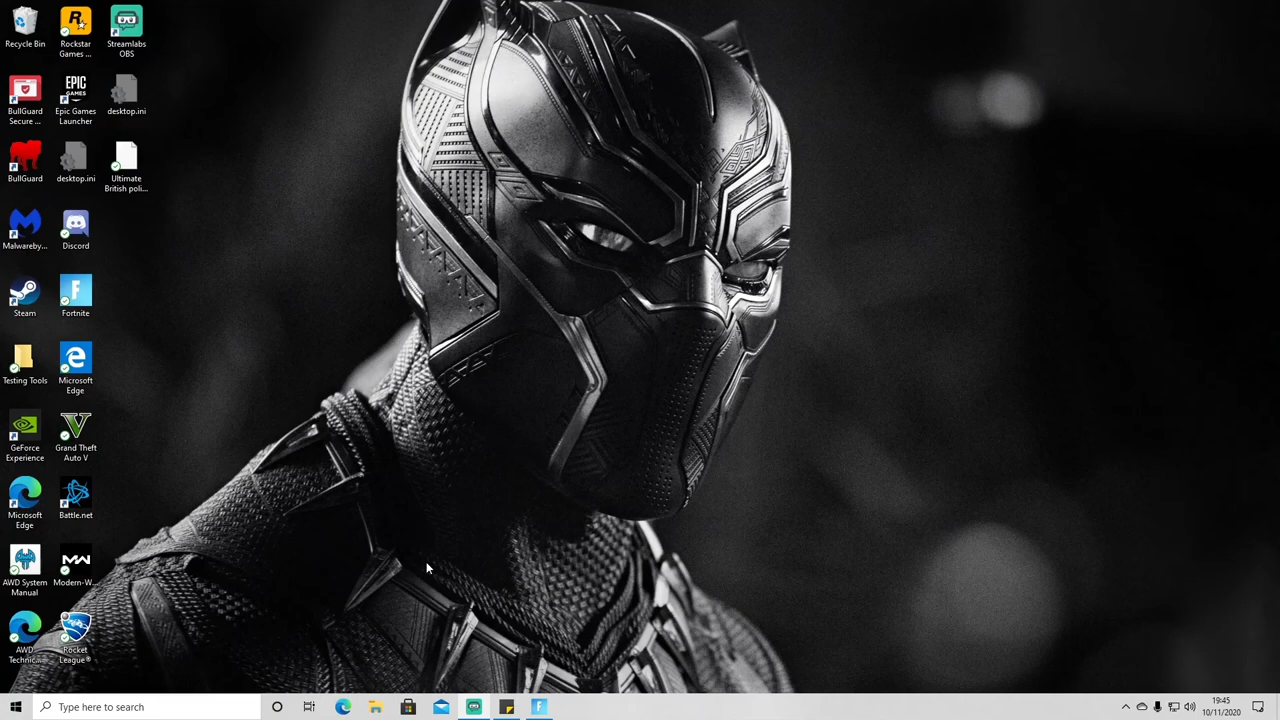 Recycle Bin
Rockstar
Games ...
Streamlabs
OBS
BullGuard
Secure ...
EPIC
GAMES
Epic Games
Launcher
desktop.ini
BullGuard
desktop.ini
Ultimate
British poli...
Malwareby...
Discord
Steam
Fortnite
Testing Tools
Microsoft
Edge
GeForce
Experience
Grand Theft
Auto V
Microsoft
Edge
Battle.net
AWD System
Manual
MW
Modern-W...
AWD
Technic...
Rocket
League®
Type here to search
19:45
10/11/2020